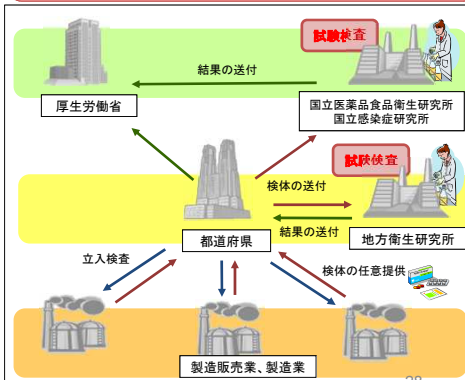 試験検査
結果の送付
厚生労働省
国立医薬品食品衛生研究所
国立感染症研究所
試験検査
検体の送付
結果の送付
都道府県
地方衛生研究所
立入検査
検体の任意提供
製造販売業、製造業